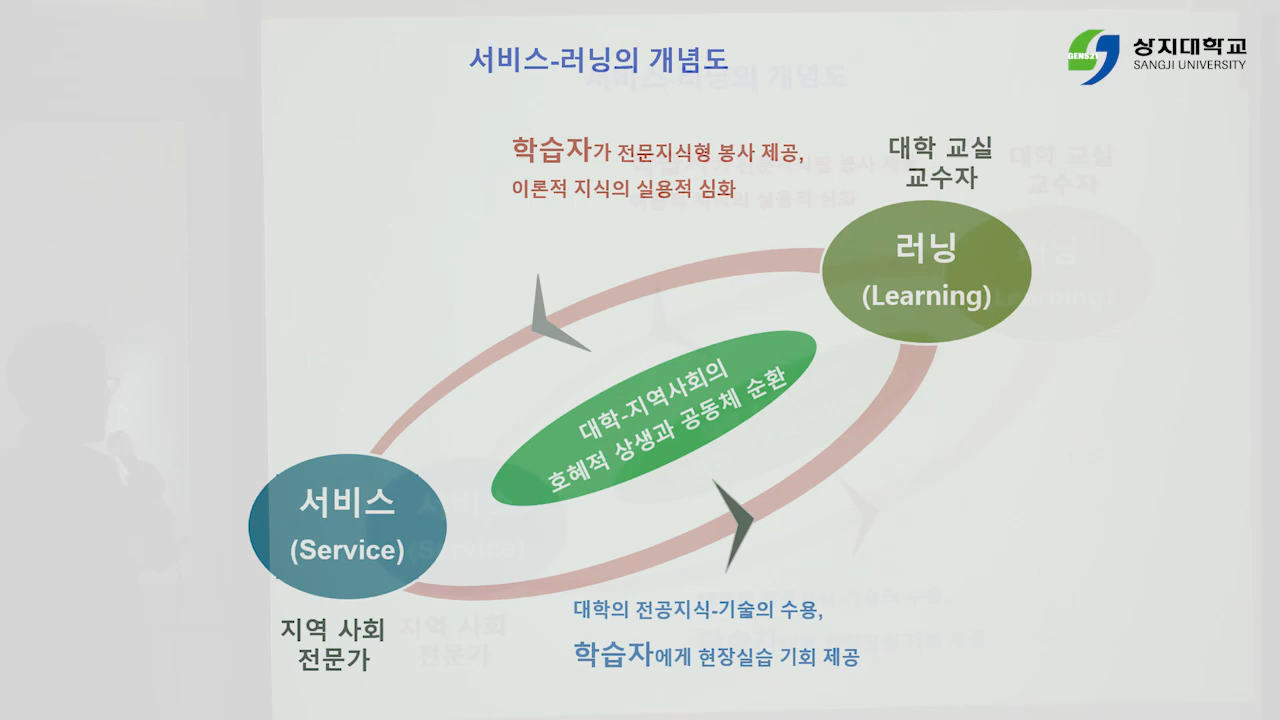 서비스-러닝의 개념도
GENS21
상지대학교
SANGJI UNIVERSITY
학습자가 전문지식형 봉사 제공,
이론적 지식의 실용적 심화
대학 교실
교수자
러닝
(Learning)
대학-지역사회의
호혜적 상생과 공동체 순환
서비스
(Service)
지역 사회
전문가
대학의 전공지식-기술의 수용,
학습자에게 현장실습 기회 제공